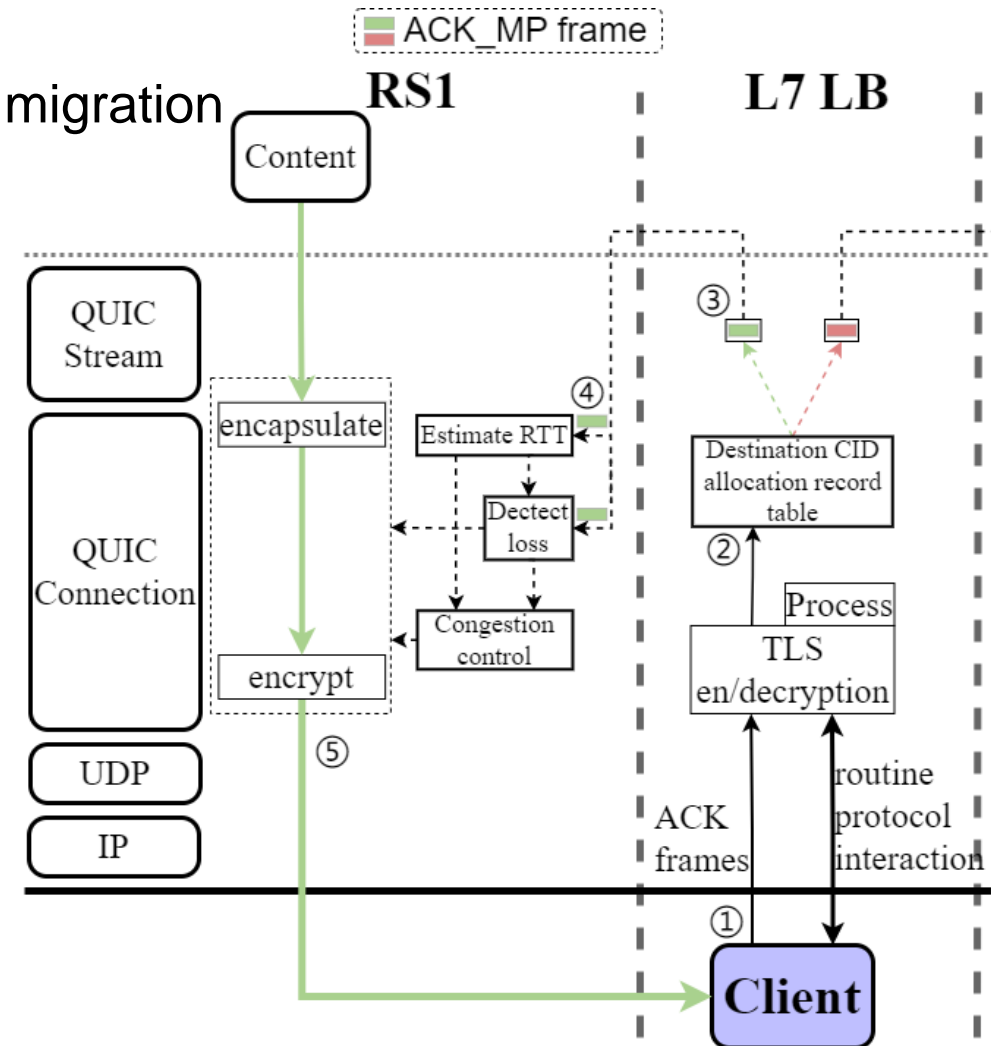 ACK_MP frame
migration
RS1
L7 LB
Content
QUIC
Stream
③
④
encapsulate
Estimate RTT
Destination CID
allocation record
table
Dectect
loss
②
QUIC
Connection
Process
Congestion
control
TLS
en/decryption
encrypt
⑤
UDP
routine
protocol
interaction
ACK
frames
IP
①
Client